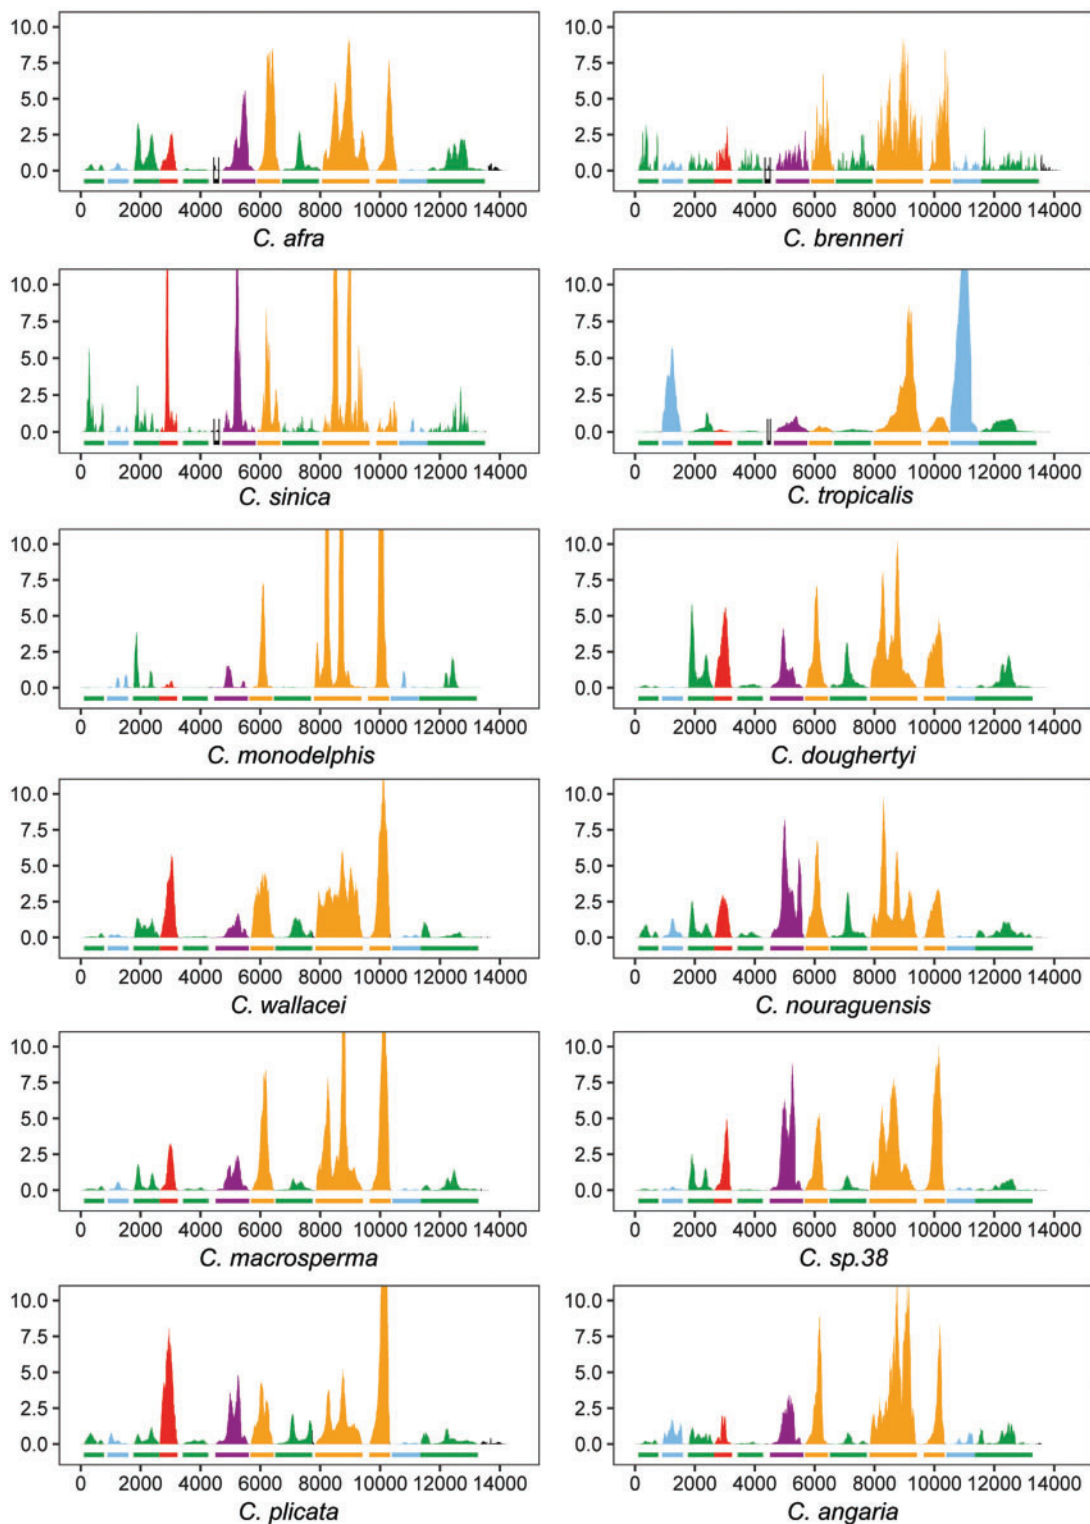 10.0
7.5
5.0
2.5
0.0
0 2000 4000 6000 8000 10000 12000 14000
C. afra
10.0
7.5
5.0
2.5
0.0
0 2000 4000 6000 8000 10000 12000 14000
C. brenneri
10.0
7.5
5.0
2.5
0.0
0 2000 4000 6000 8000 10000 12000 14000
C. sinica
10.0
7.5
5.0
2.5
0.0
0 2000 4000 6000 8000 10000 12000 14000
C. tropicalis
10.0
7.5
5.0
2.5
0.0
0 2000 4000 6000 8000 10000 12000 14000
C. monodelphis
10.0
7.5
5.0
2.5
0.0
0 2000 4000 6000 8000 10000 12000 14000
C. doughertyi
10.0
7.5
5.0
2.5
0.0
0 2000 4000 6000 8000 10000 12000 14000
C. wallacei
10.0
7.5
5.0
2.5
0.0
0 2000 4000 6000 8000 10000 12000 14000
C. nouraguensis
10.0
7.5
5.0
2.5
0.0
0 2000 4000 6000 8000 10000 12000 14000
C. macrosperma
10.0
7.5
5.0
2.5
0.0
0 2000 4000 6000 8000 10000 12000 14000
C. sp.38
10.0
7.5
5.0
2.5
0.0
0 2000 4000 6000 8000 10000 12000 14000
C. plicata
10.0
7.5
5.0
2.5
0.0
0 2000 4000 6000 8000 10000 12000 14000
C. angaria